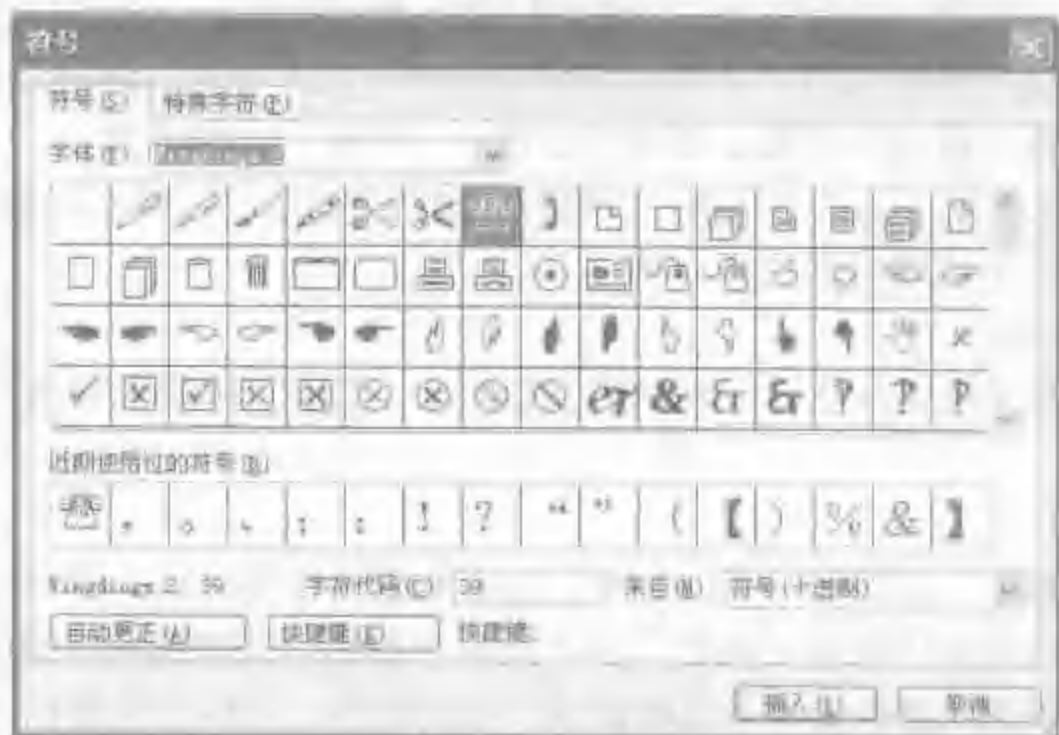 符号
符号(S) 特殊字符(P)
字体(F)
er & &
近期使用过的符号(R)
， 。 、 ； ： ！ ？ “ ” （ 【 ） % & 】
Wingdings 2: 39 字符代码(C) 39 来自(M) 符号(十进制)
自动更正(A) 快捷键(K) 快捷键:
插入(I) 取消